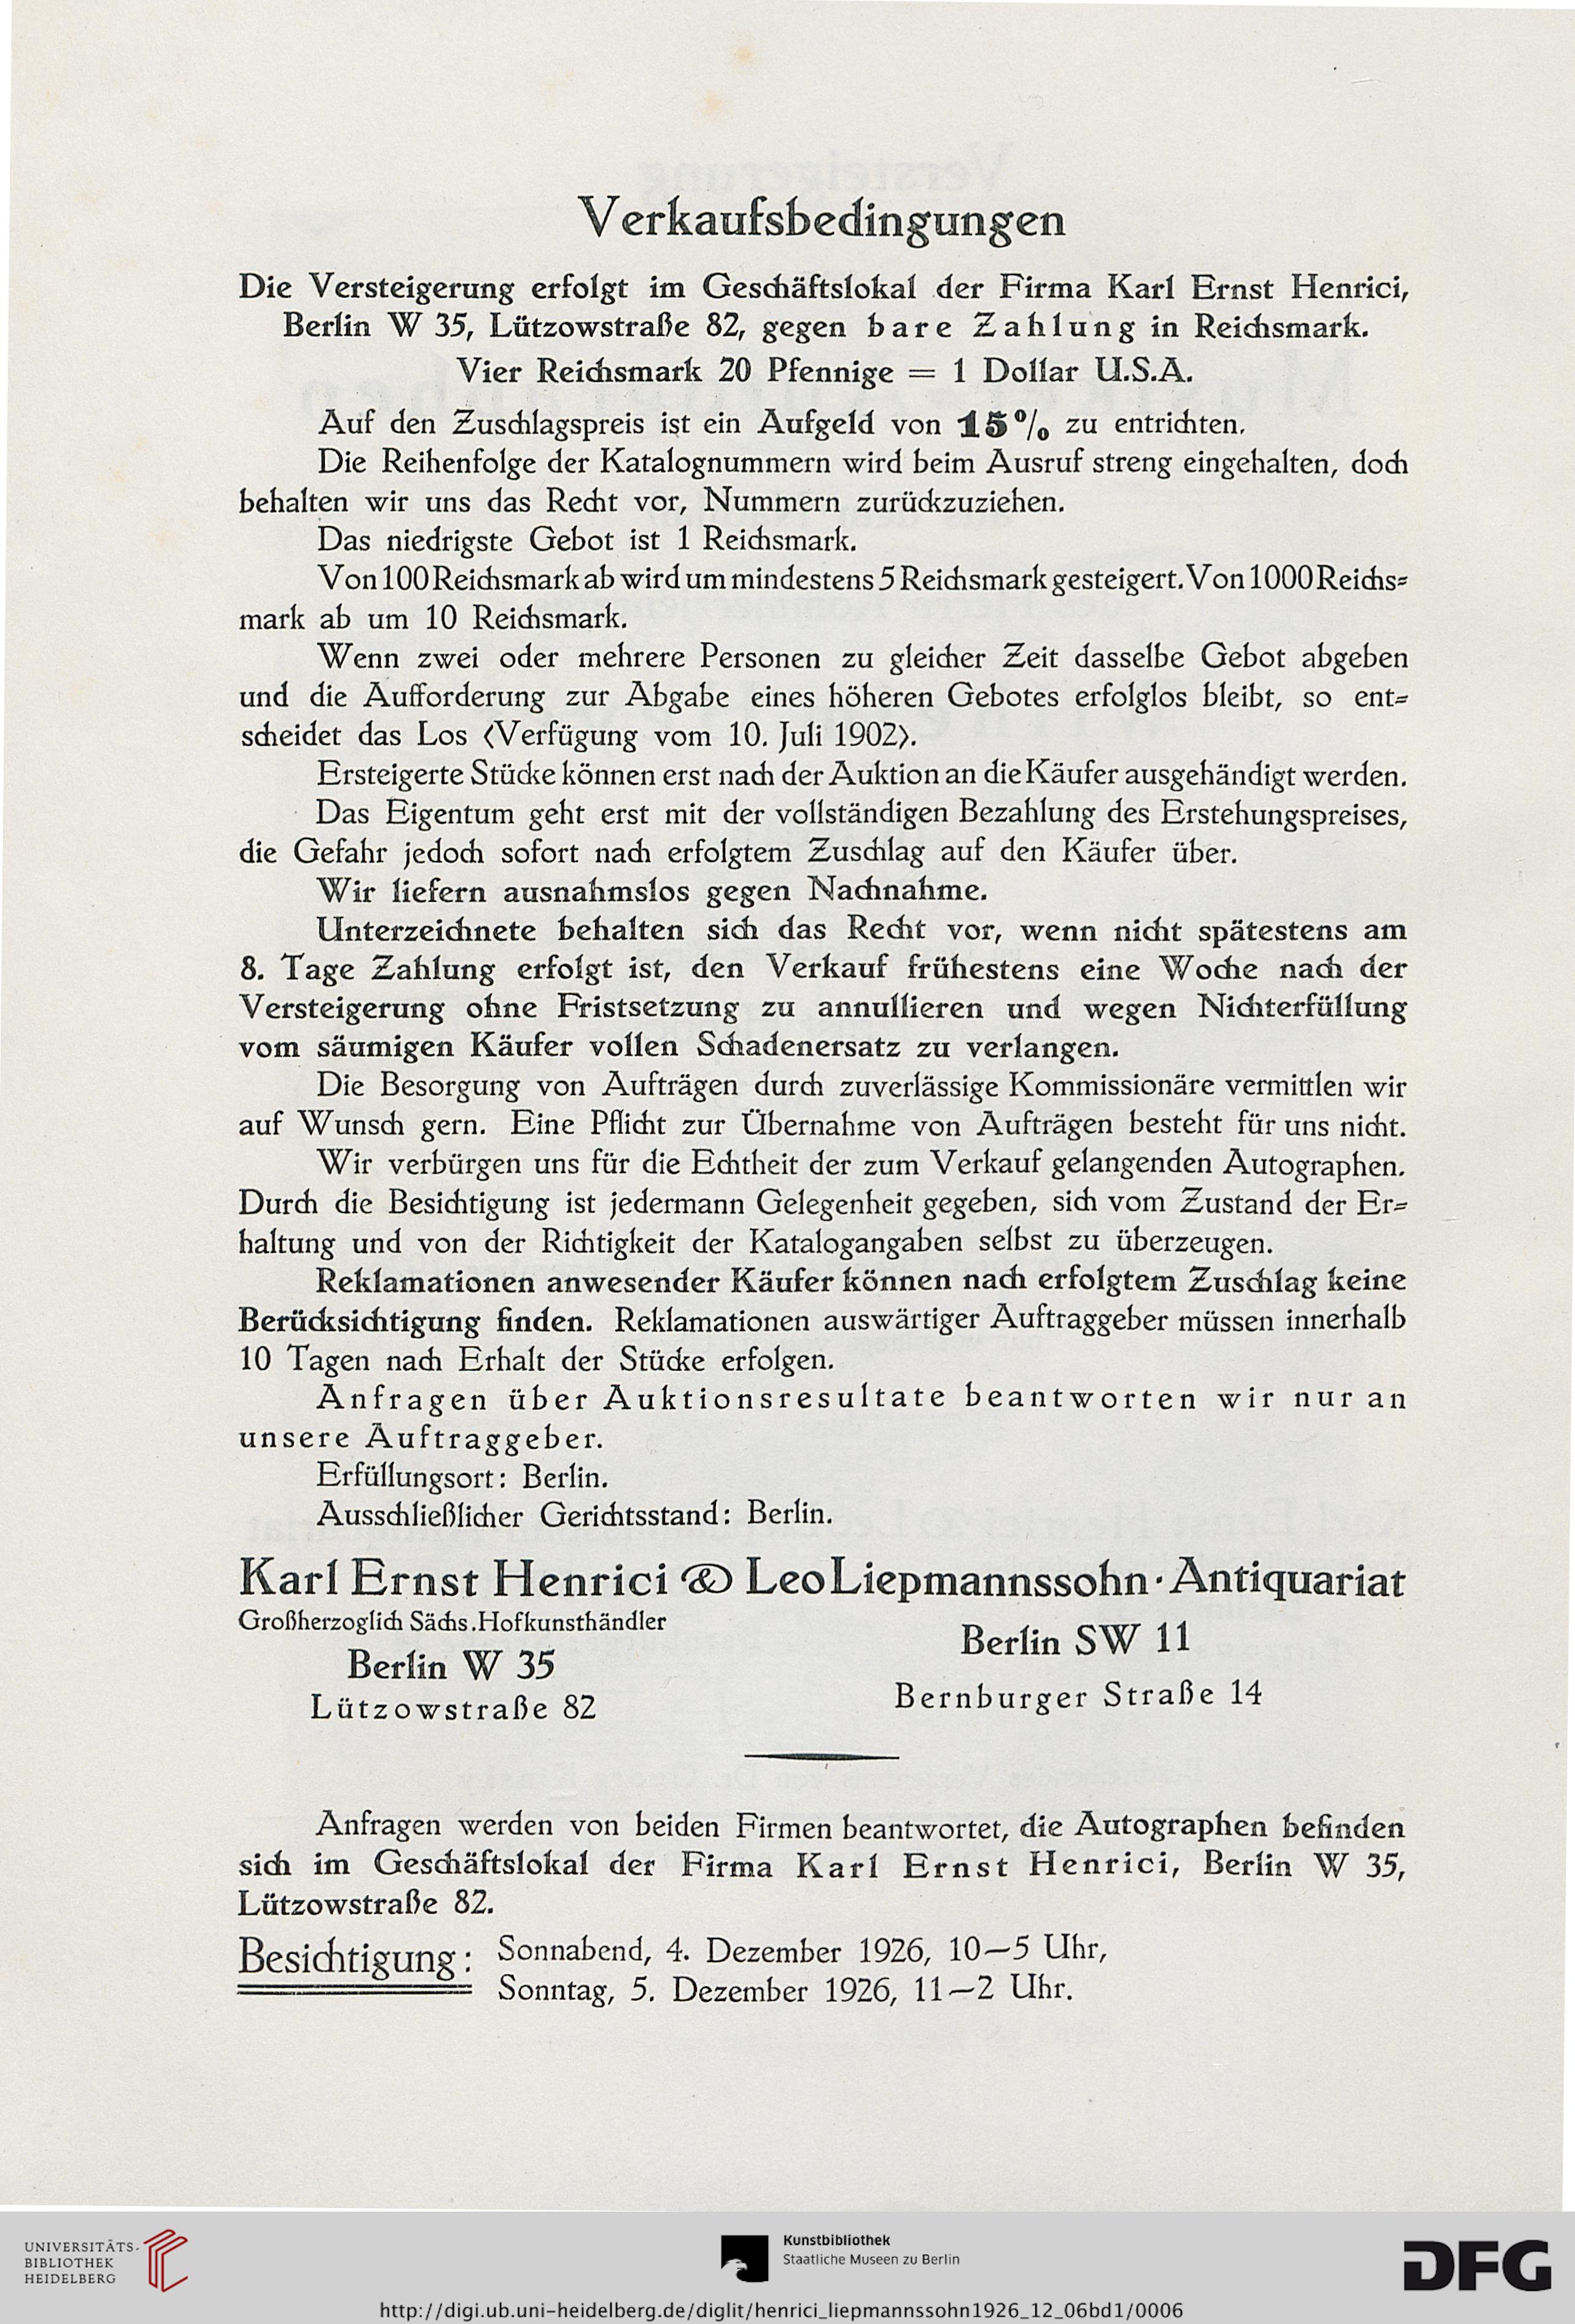 Verkaufsbedingungen
Die Versteigerung erfolgt im Geschäftslokal der Firma Karl Ernst Henrici,
Berlin W 35, Lützowstraße 82, gegen bare Zahlung in Reichsmark.
Vier Reichsmark 20 Pfennige = 1 Dollar U.S.A.
Auf den Zuschlagspreis ist ein Aufgeld von 15% zu entrichten.
Die Reihenfolge der Katalognummern wird beim Ausruf streng eingehalten, doch
behalten wir uns das Recht vor, Nummern zurückzuziehen.
Das niedrigste Gebot ist 1 Reichsmark.
Von 100 Reichsmark ab wird um mindestens 5 Reichsmark gesteigert. Von 1000 Reichs-
mark ab um 10 Reichsmark.
Wenn zwei oder mehrere Personen zu gleicher Zeit dasselbe Gebot abgeben
und die Aufforderung zur Abgabe eines höheren Gebotes erfolglos bleibt, so ent-
scheidet das Los (Verfügung vom 10. Juli 1902).
Ersteigerte Stücke können erst nach der Auktion an die Käufer ausgehändigt werden.
Das Eigentum geht erst mit der vollständigen Bezahlung des Erstehungspreises,
die Gefahr jedoch sofort nach erfolgtem Zuschlag auf den Käufer über.
Wir liefern ausnahmslos gegen Nachnahme.
Unterzeichnete behalten sich das Recht vor, wenn nicht spätestens am
8. Tage Zahlung erfolgt ist, den Verkauf frühestens eine Woche nach der
Versteigerung ohne Fristsetzung zu annullieren und wegen Nichterfüllung
vom säumigen Käufer vollen Schadenersatz zu verlangen.
Die Besorgung von Aufträgen durch zuverlässige Kommissionäre vermittlen wir
auf Wunsch gern. Eine Pflicht zur Übernahme von Aufträgen besteht für uns nicht.
Wir verbürgen uns für die Echtheit der zum Verkauf gelangenden Autographen.
Durch die Besichtigung ist jedermann Gelegenheit gegeben, sich vom Zustand der Er-
haltung und von der Richtigkeit der Katalogangaben selbst zu überzeugen.
Reklamationen anwesender Käufer können nach erfolgtem Zuschlag keine
Berücksichtigung finden. Reklamationen auswärtiger Auftraggeber müssen innerhalb
10 Tagen nach Erhalt der Stücke erfolgen.
Anfragen über Auktionsresultate beantworten wir nur an
unsere Auftraggeber.
Erfüllungsort: Berlin.
Ausschließlicher Gerichtsstand: Berlin.
Karl Ernst Henrici & Leo Liepmannssohn · Antiquariat
Großherzoglich Sächs. Hofkunsthändler
Berlin W 35
Lützowstraße 82
Berlin SW 11
Bernburger Straße 14
Anfragen werden von beiden Firmen beantwortet, die Autographen befinden
sich im Geschäftslokal der Firma Karl Ernst Henrici, Berlin W 35,
Lützowstraße 82.
Besichtigung: Sonnabend, 4. Dezember 1926, 10—5 Uhr,
Sonntag, 5. Dezember 1926, 11—2 Uhr.
UNIVERSITÄTS-
BIBLIOTHEK
HEIDELBERG
Kunstbibliothek
Staatliche Museen zu Berlin
DFG
http://digi.ub.uni-heidelberg.de/diglit/henrici_liepmannssohn1926_12_06bd1/0006